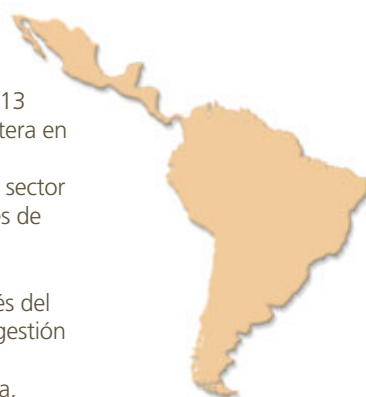 13
tera en
sector
s de
és del
gestión
a.